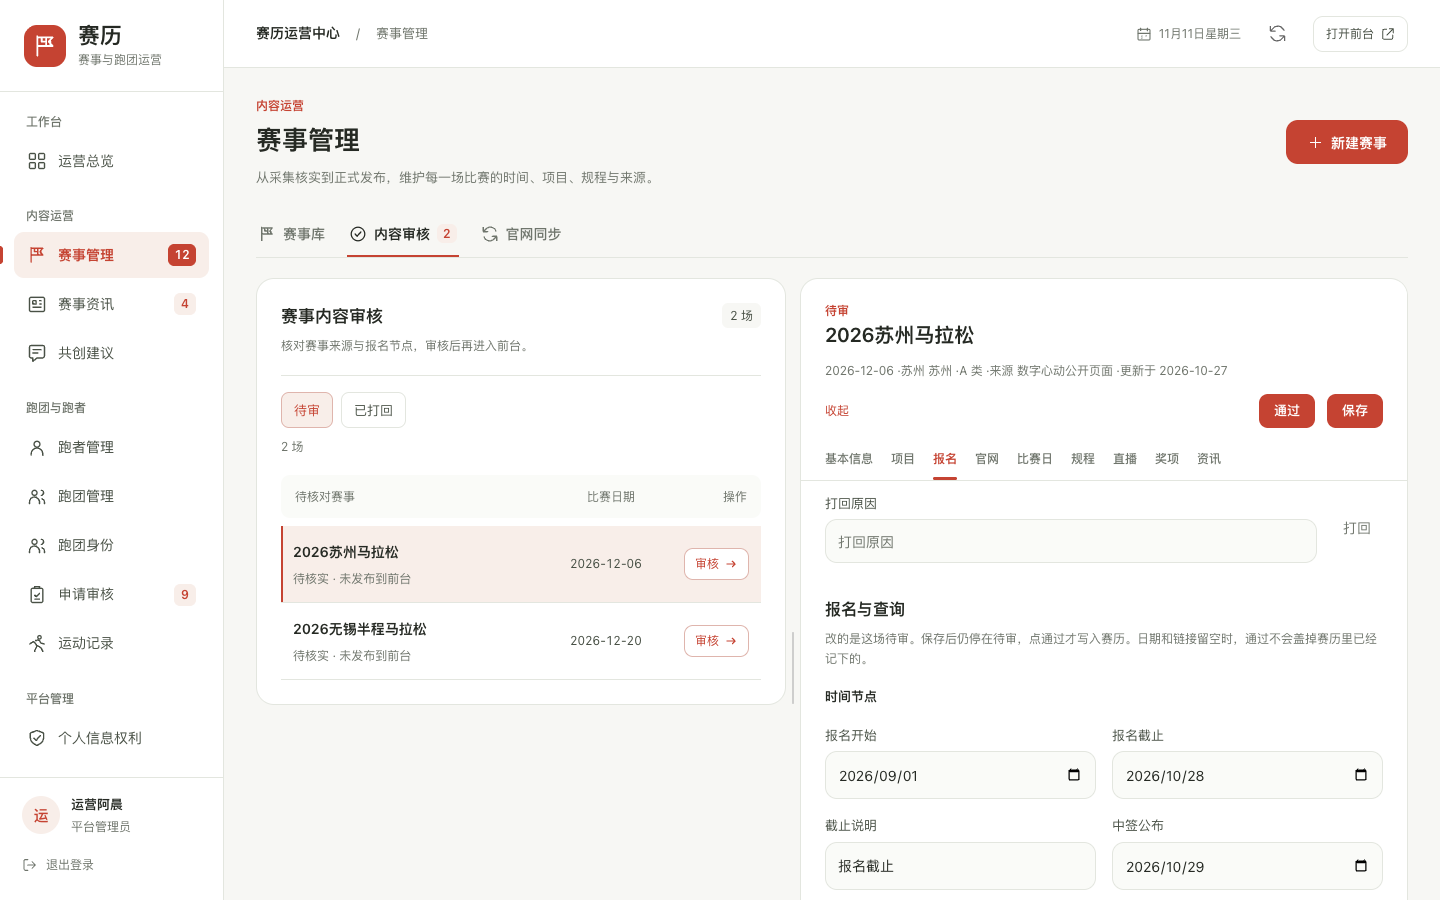 赛历
赛事与跑团运营
工作台
运营总览
内容运营
赛事管理 12
赛事资讯 4
共创建议
跑团与跑者
跑者管理
跑团管理
跑团身份
申请审核 9
运动记录
平台管理
个人信息权利
运 运营阿晨
平台管理员
退出登录
赛历运营中心 / 赛事管理
11月11日星期三
打开前台
内容运营
赛事管理
从采集核实到正式发布，维护每一场比赛的时间、项目、规程与来源。
新建赛事
赛事库 内容审核 2 官网同步
赛事内容审核 2 场
核对赛事来源与报名节点，审核后再进入前台。
待审 已打回
2 场
待核对赛事 比赛日期 操作
2026苏州马拉松
待核实 · 未发布到前台
2026-12-06 审核 →
2026无锡半程马拉松
待核实 · 未发布到前台
2026-12-20 审核 →
待审
2026苏州马拉松
2026-12-06 ·苏州 苏州 ·A 类 ·来源 数字心动公开页面 ·更新于 2026-10-27
收起 通过 保存
基本信息 项目 报名 官网 比赛日 规程 直播 奖项 资讯
打回原因
打回原因 打回
报名与查询
改的是这场待审。保存后仍停在待审，点通过才写入赛历。日期和链接留空时，通过不会盖掉赛历里已经
记下的。
时间节点
报名开始 报名截止
2026/09/01 2026/10/28
截止说明 中签公布
报名截止 2026/10/29